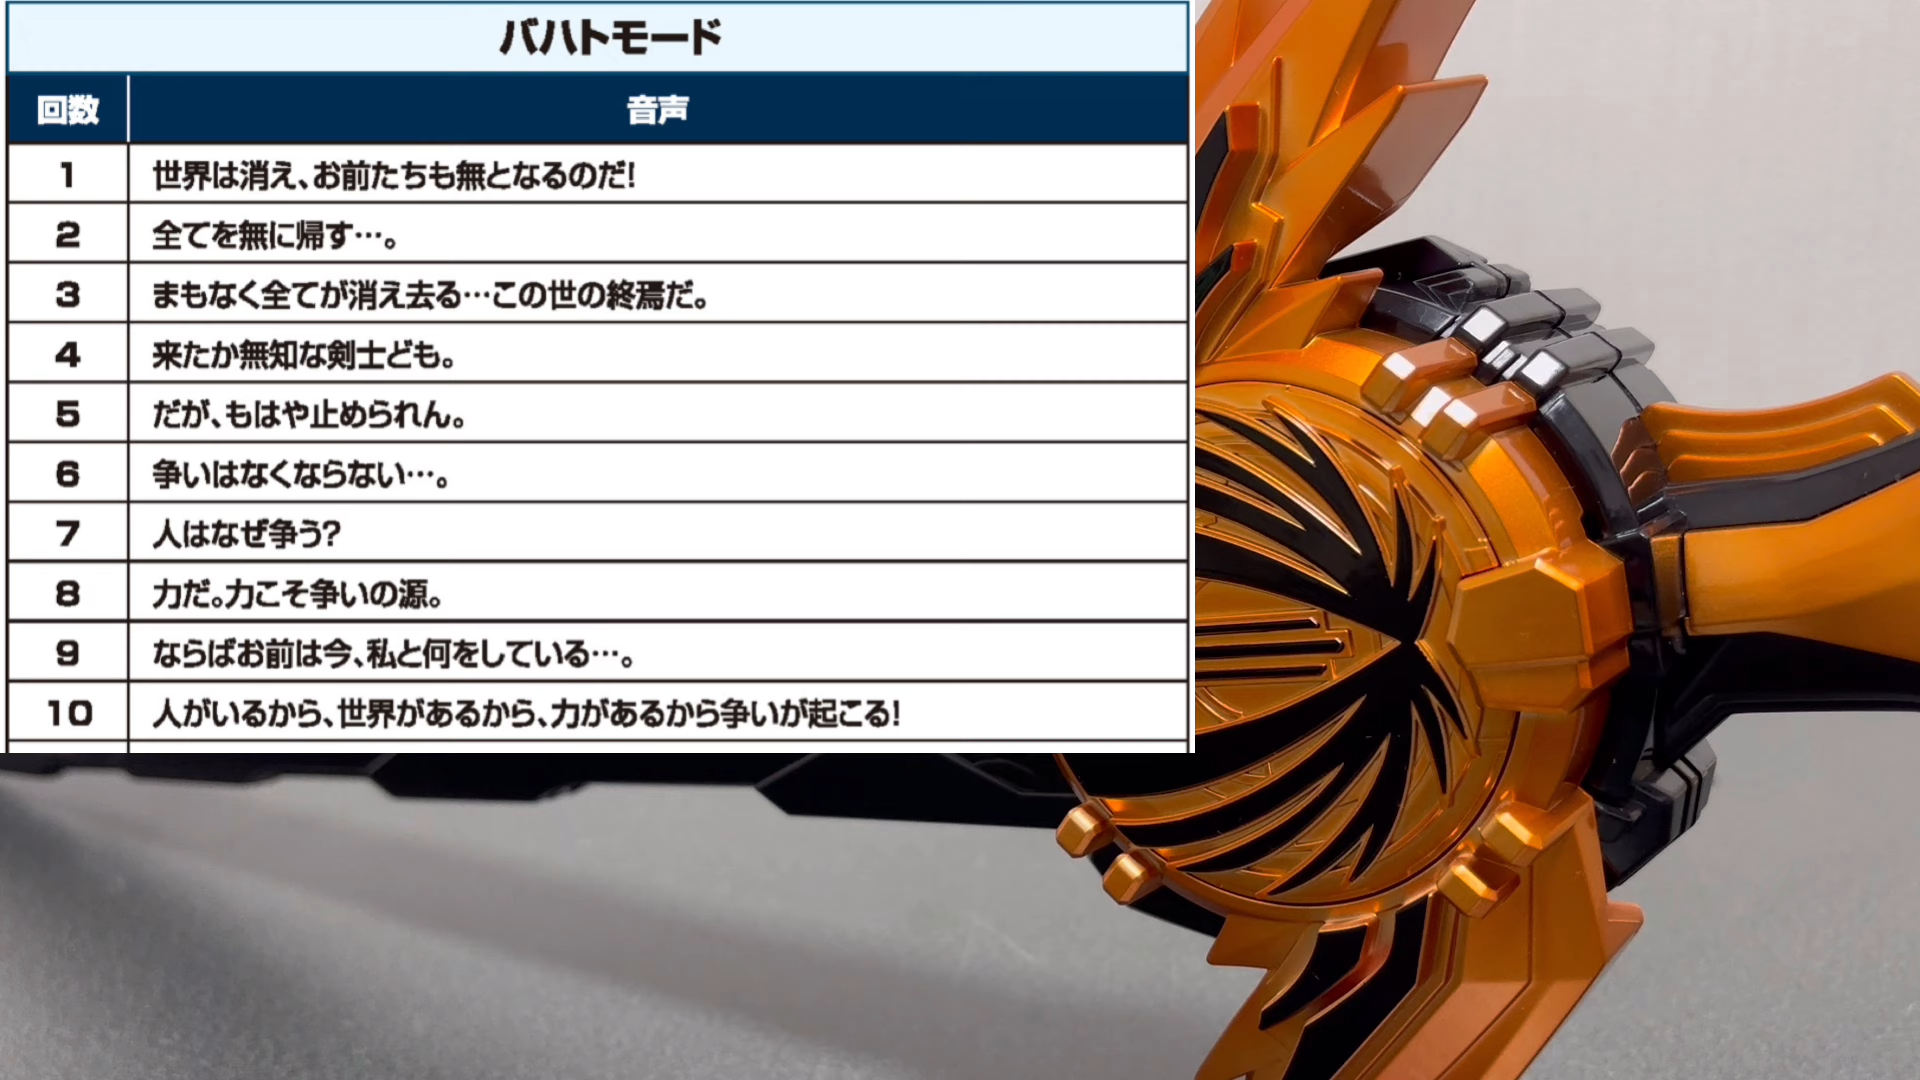 バハトモード
回数 音声
1 世界は消え、お前たちも無となるのだ!
2 全てを無に帰す…。
3 まもなく全てが消え去る…この世の終焉だ。
4 来たか無知な剣士ども。
5 だが、もはや止められん。
6 争いはなくならない…。
7 人はなぜ争う?
8 力だ。力こそ争いの源。
9 ならばお前は今、私と何をしている…。
10 人がいるから、世界があるから、力があるから争いが起こる!